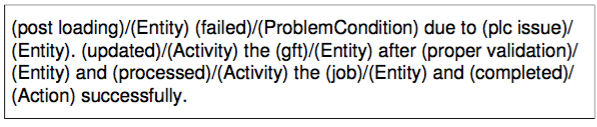 (post loading)/(Entity) (failed)/(ProblemCondition) due to (plc issue)/
(Entity). (updated)/(Activity) the (gft)/(Entity) after (proper validation)/
(Entity) and (processed)/(Activity) the (job)/(Entity) and (completed)/
(Action) successfully.